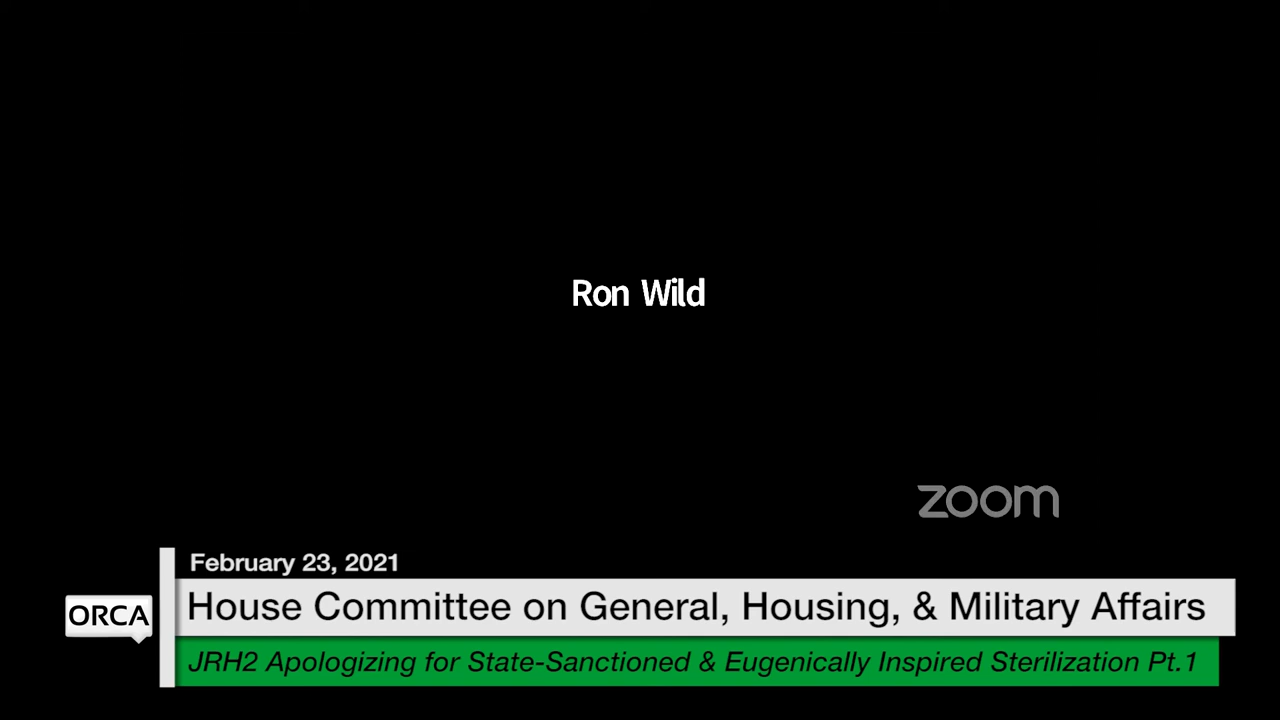 Ron Wild
zoom
February 23, 2021
House Committee on General, Housing, & Military Affairs
ORCA
JRH2 Apologizing for State-Sanctioned & Eugenically Inspired Sterilization Pt.1